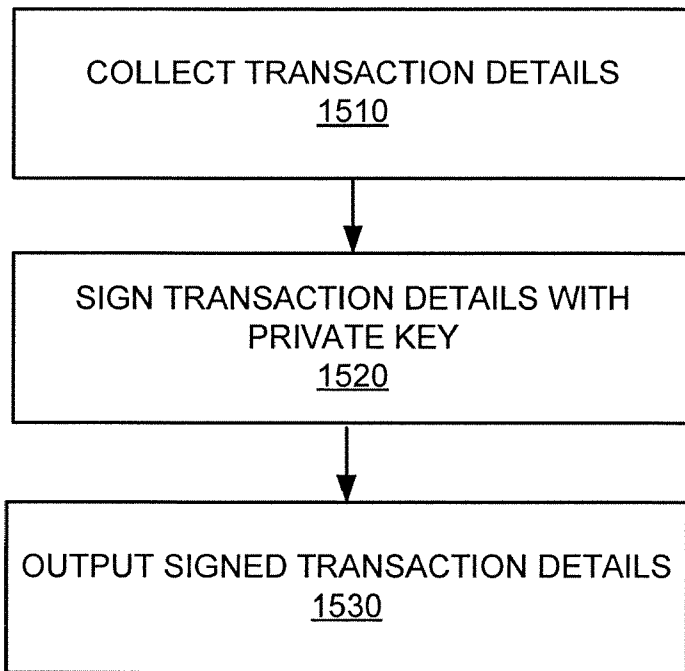 COLLECT TRANSACTION DETAILS
1510
SIGN TRANSACTION DETAILS WITH
PRIVATE KEY
1520
OUTPUT SIGNED TRANSACTION DETAILS
1530